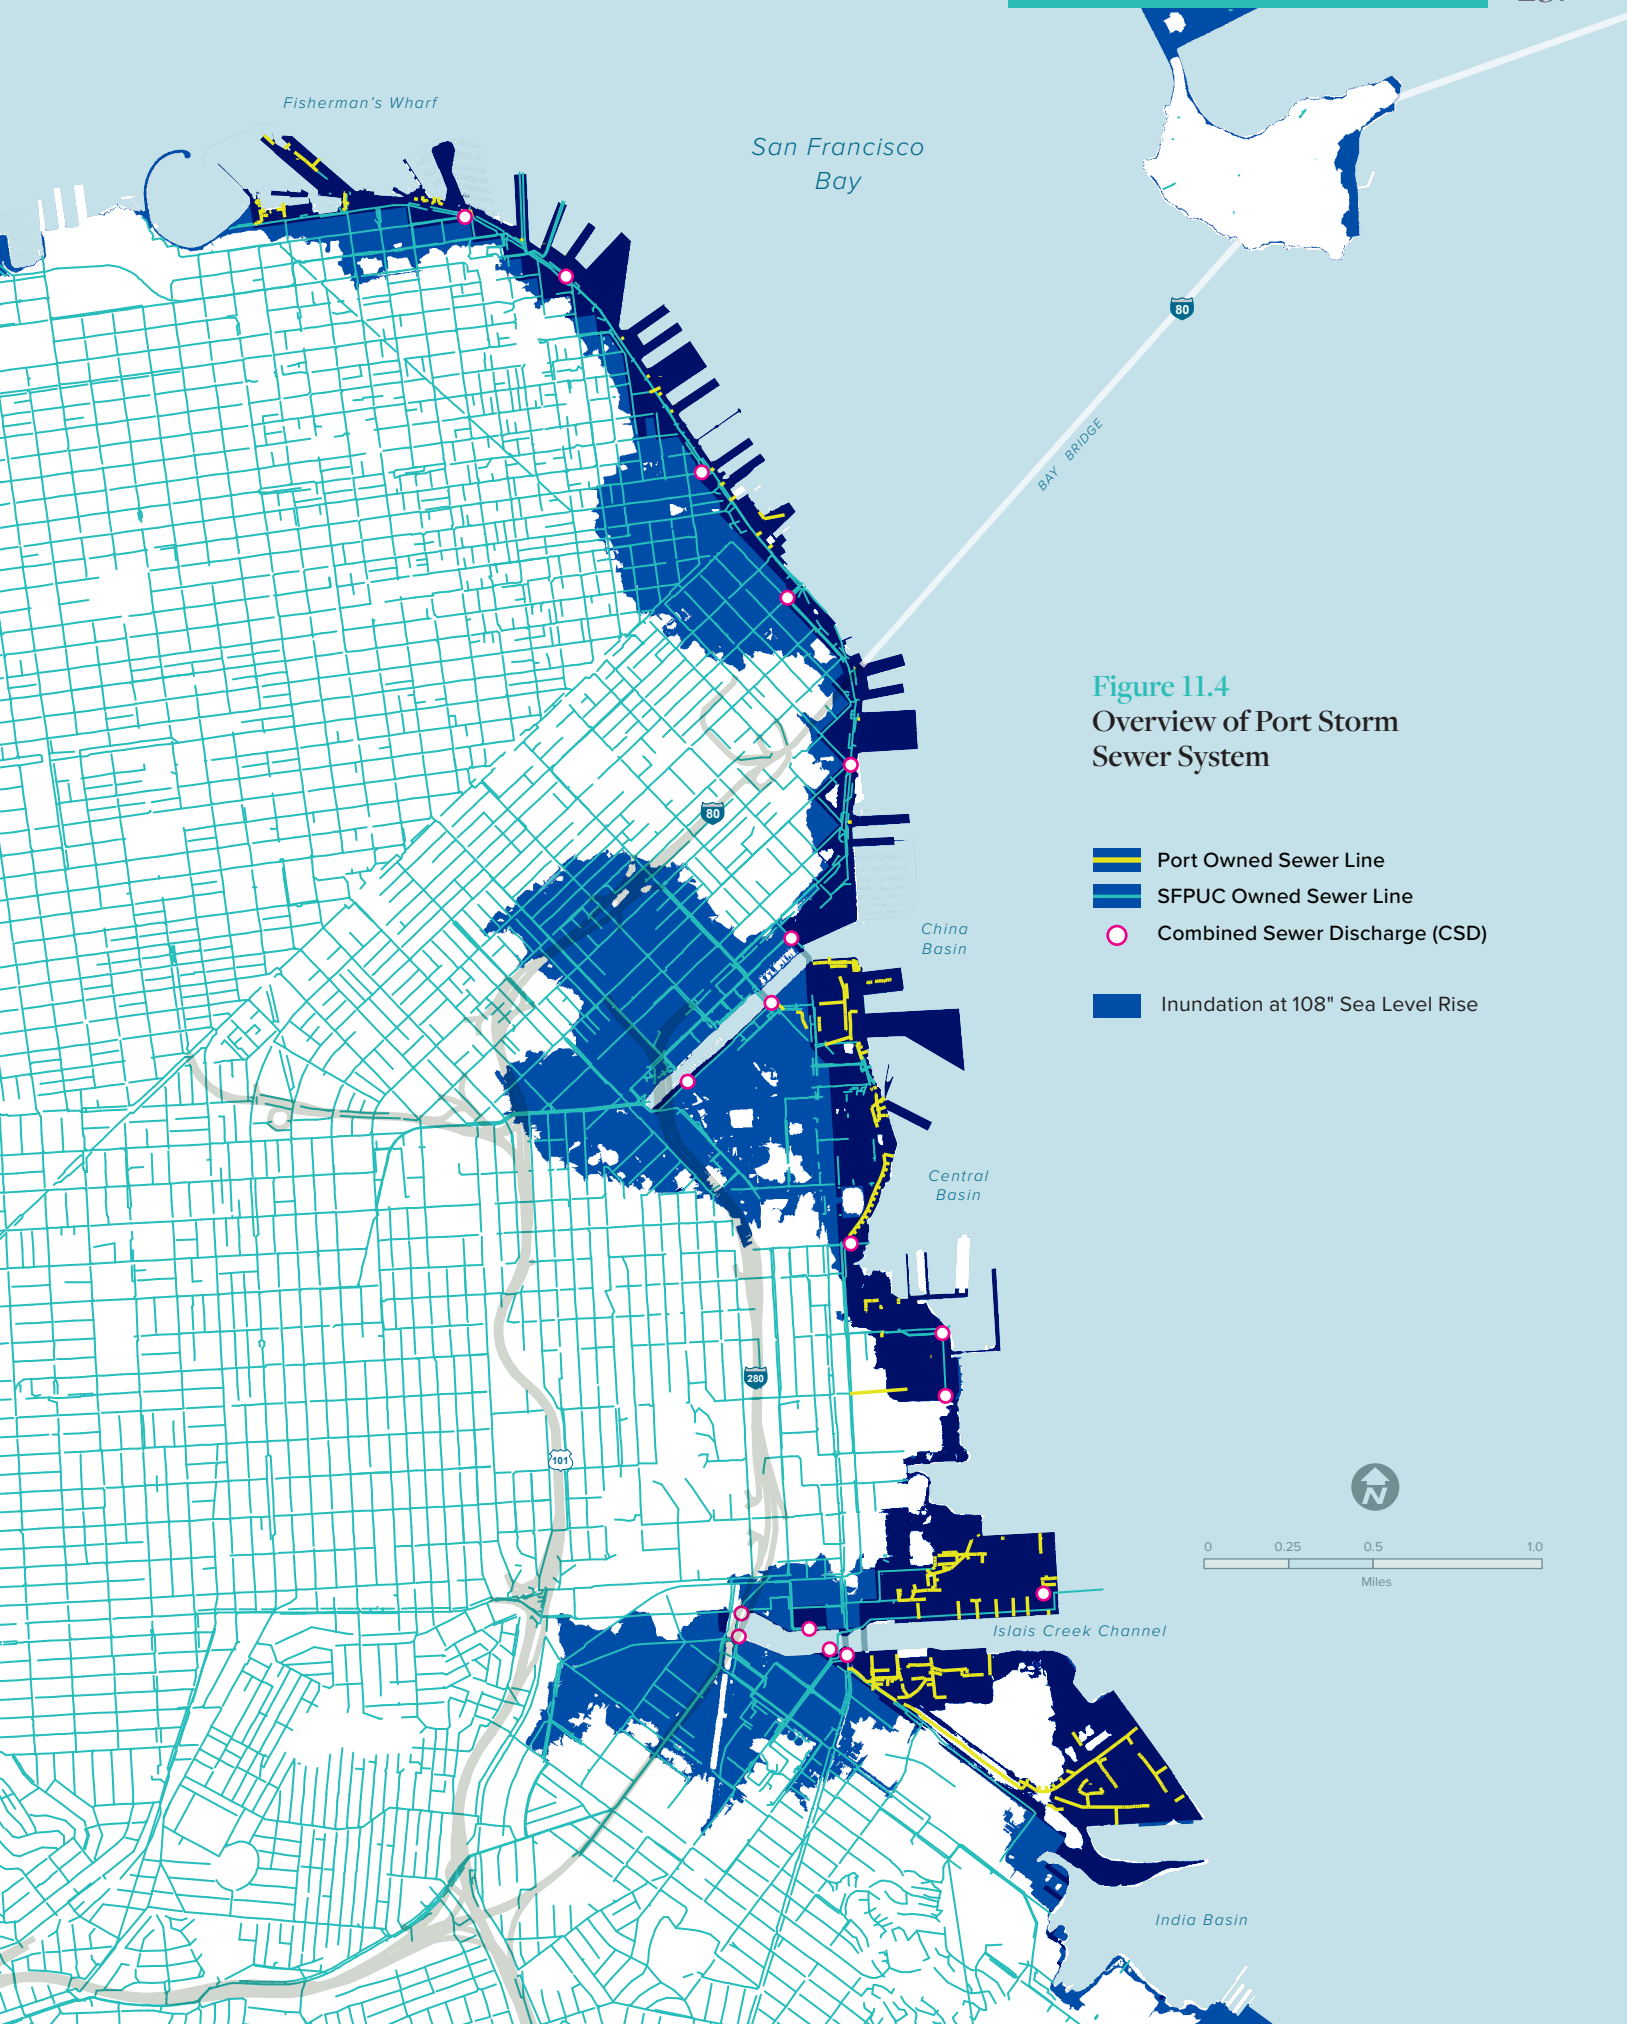 Fisherman's Wharf
San Francisco
Bay
80
BAY BRIDGE
Figure 11.4
Overview of Port Storm
Sewer System
80
Port Owned Sewer Line
SFPUC Owned Sewer Line
Combined Sewer Discharge (CSD)
Inundation at 108" Sea Level Rise
China
Basin
Central
Basin
280
101
N
0 0.25 0.5 1.0
Miles
Islais Creek Channel
India Basin